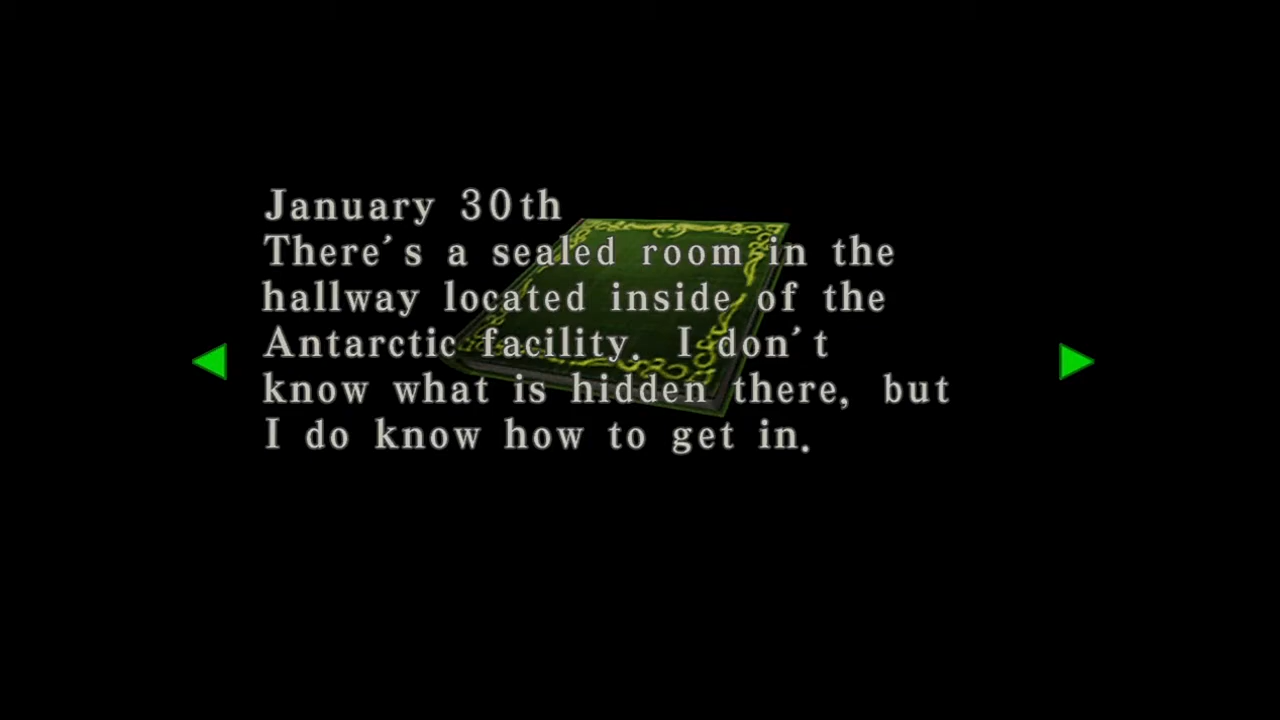 January 30th
There's a sealed room in the
hallway located inside of the
Antarctic facility. I don't
know what is hidden there, but
I do know how to get in.